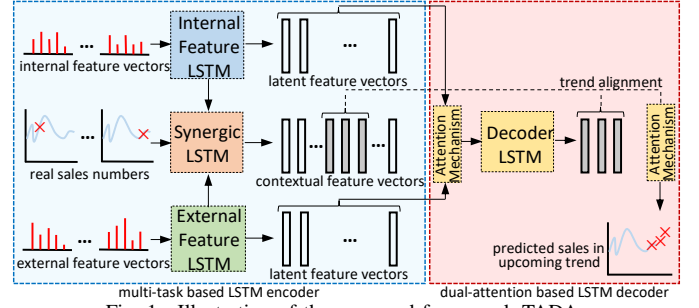 Internal
Feature
LSTM
...
...
internal feature vectors
latent feature vectors
trend alignment
Synergic
LSTM
...
...
...
real sales numbers
contextual feature vectors
Attention
Mechanism
Decoder
LSTM
Attention
Mechanism
External
Feature
LSTM
...
...
external feature vectors
latent feature vectors
predicted sales in
upcoming trend
multi-task based LSTM encoder
dual-attention based LSTM decoder